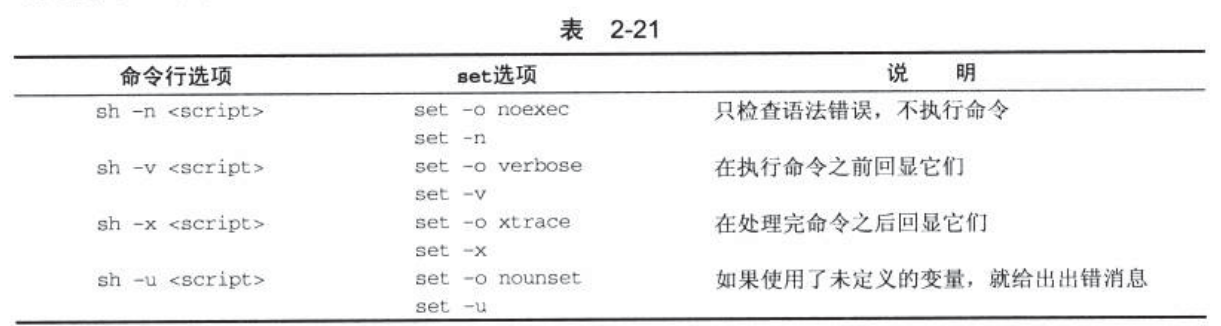 表 2-21
命令行选项 set选项 说 明
sh -n <script> set -o noexec 只检查语法错误，不执行命令
set -n
sh -v <script> set -o verbose 在执行命令之前回显它们
set -v
sh -x <script> set -o xtrace 在处理完命令之后回显它们
set -x
sh -u <script> set -o nounset 如果使用了未定义的变量，就给出出错消息
set -u